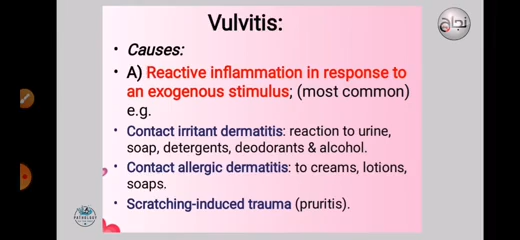 Vulvitis:
• Causes:
• A) Reactive inflammation in response to
an exogenous stimulus; (most common)
e.g.
• Contact irritant dermatitis: reaction to urine,
soap, detergents, deodorants & alcohol.
• Contact allergic dermatitis: to creams, lotions,
soaps.
• Scratching-induced trauma (pruritis).
نجاح
PATHOLOGY